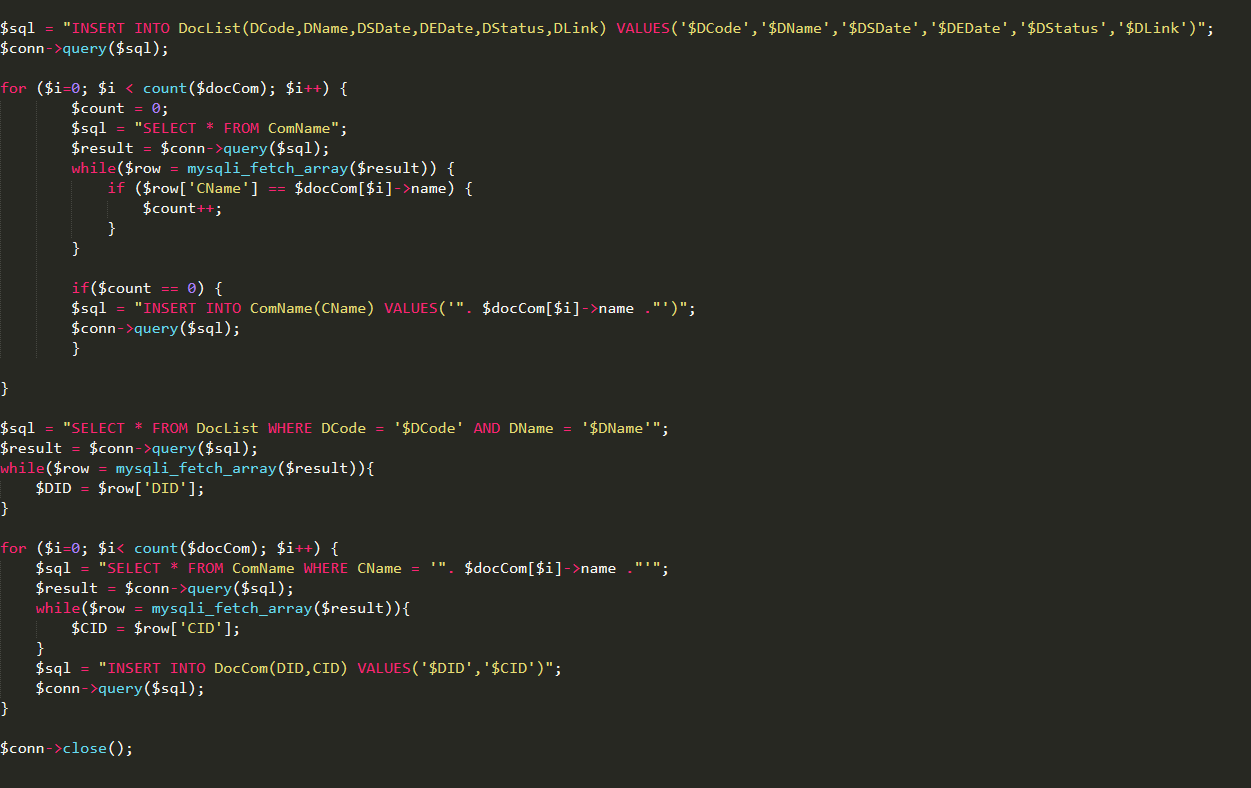 $sql = "INSERT INTO DocList(DCode,DName,DSDate,DEDate,DStatus,DLink) VALUES('$DCode','$DName','$DSDate','$DEDate','$DStatus','$DLink')";
$conn->query($sql);
for ($i=0; $i < count($docCom); $i++) {
$count = 0;
$sql = "SELECT * FROM ComName";
$result = $conn->query($sql);
while($row = mysqli_fetch_array($result)) {
if ($row['CName'] == $docCom[$i]->name) {
$count++;
}
}
if($count == 0) {
$sql = "INSERT INTO ComName(CName) VALUES('". $docCom[$i]->name ."')";
$conn->query($sql);
}
}
$sql = "SELECT * FROM DocList WHERE DCode = '$DCode' AND DName = '$DName'";
$result = $conn->query($sql);
while($row = mysqli_fetch_array($result)){
$DID = $row['DID'];
}
for ($i=0; $i< count($docCom); $i++) {
$sql = "SELECT * FROM ComName WHERE CName = '". $docCom[$i]->name ."'";
$result = $conn->query($sql);
while($row = mysqli_fetch_array($result)){
$CID = $row['CID'];
}
$sql = "INSERT INTO DocCom(DID,CID) VALUES('$DID','$CID')";
$conn->query($sql);
}
$conn->close();